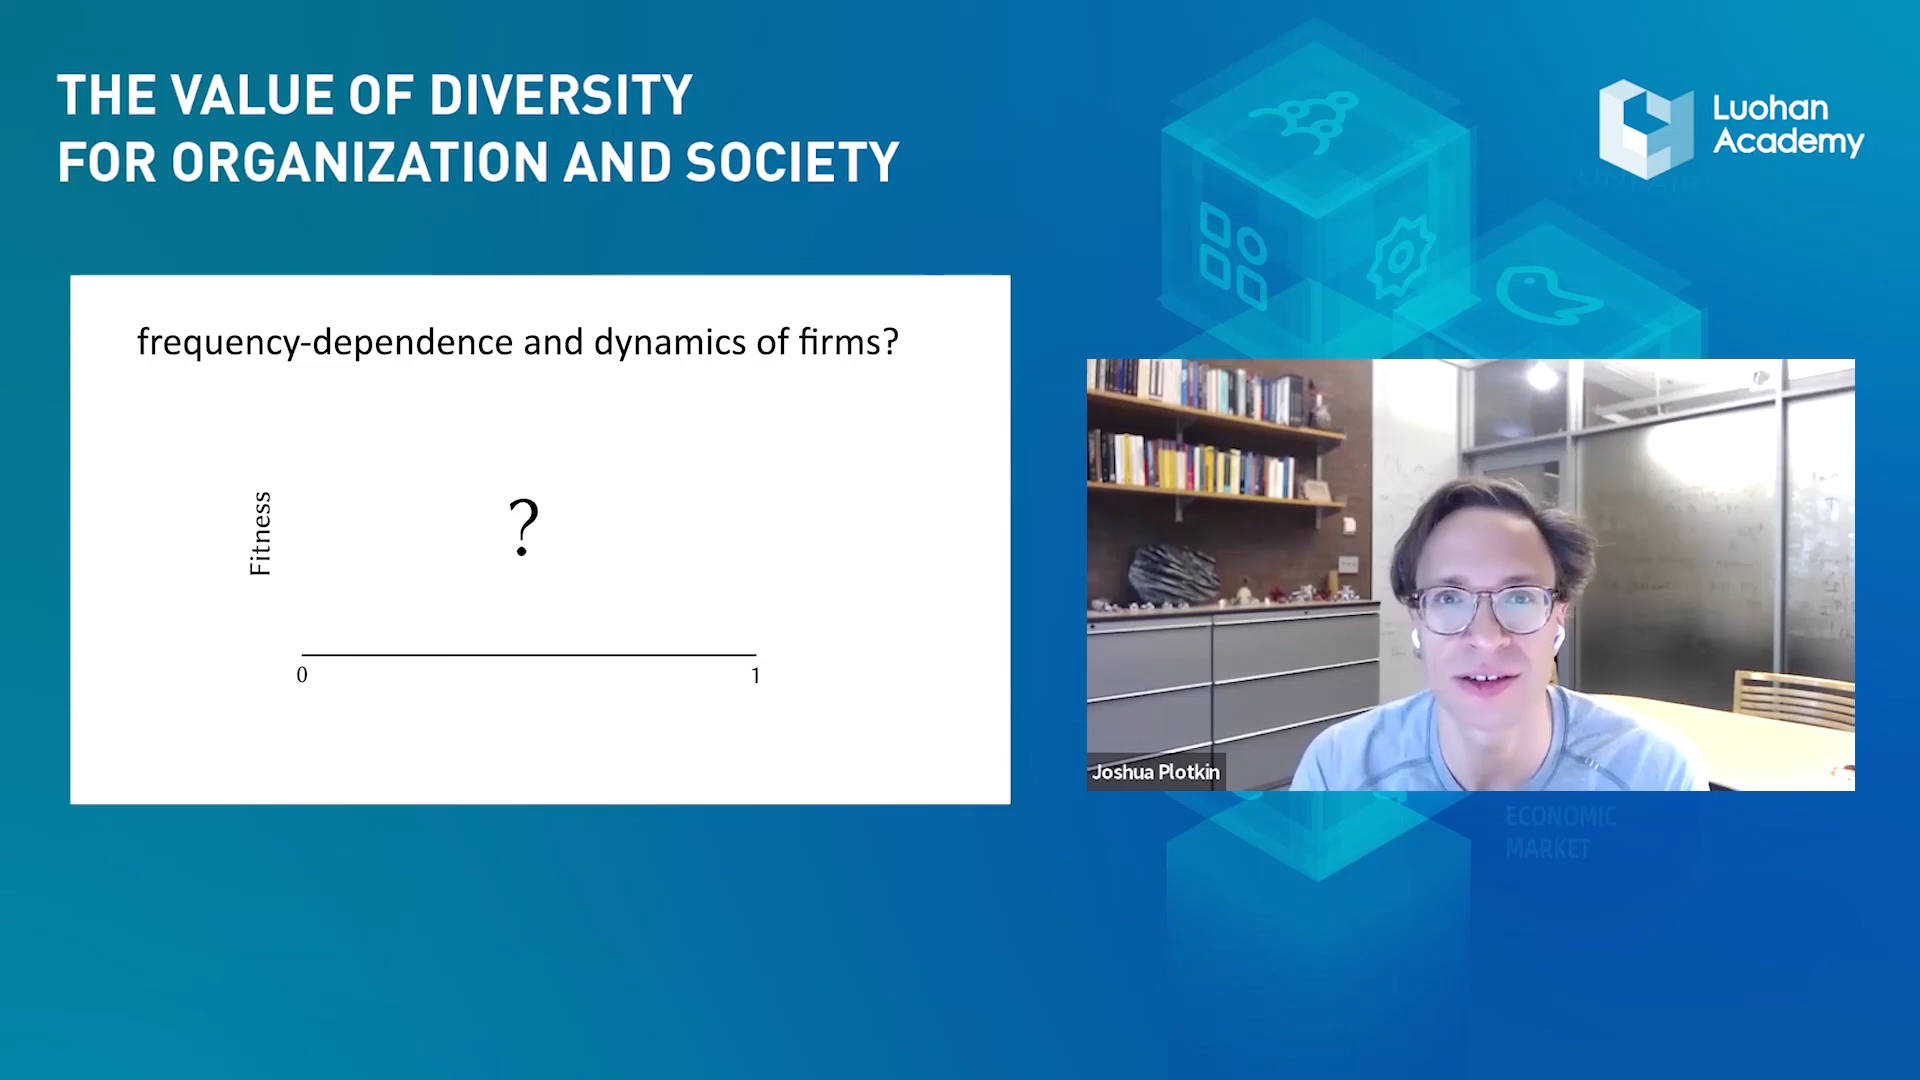 THE VALUE OF DIVERSITY
FOR ORGANIZATION AND SOCIETY
Luohan
Academy
frequency-dependence and dynamics of firms?
Fitness
?
0
1
Joshua Plotkin
ECONOMIC
MARKET